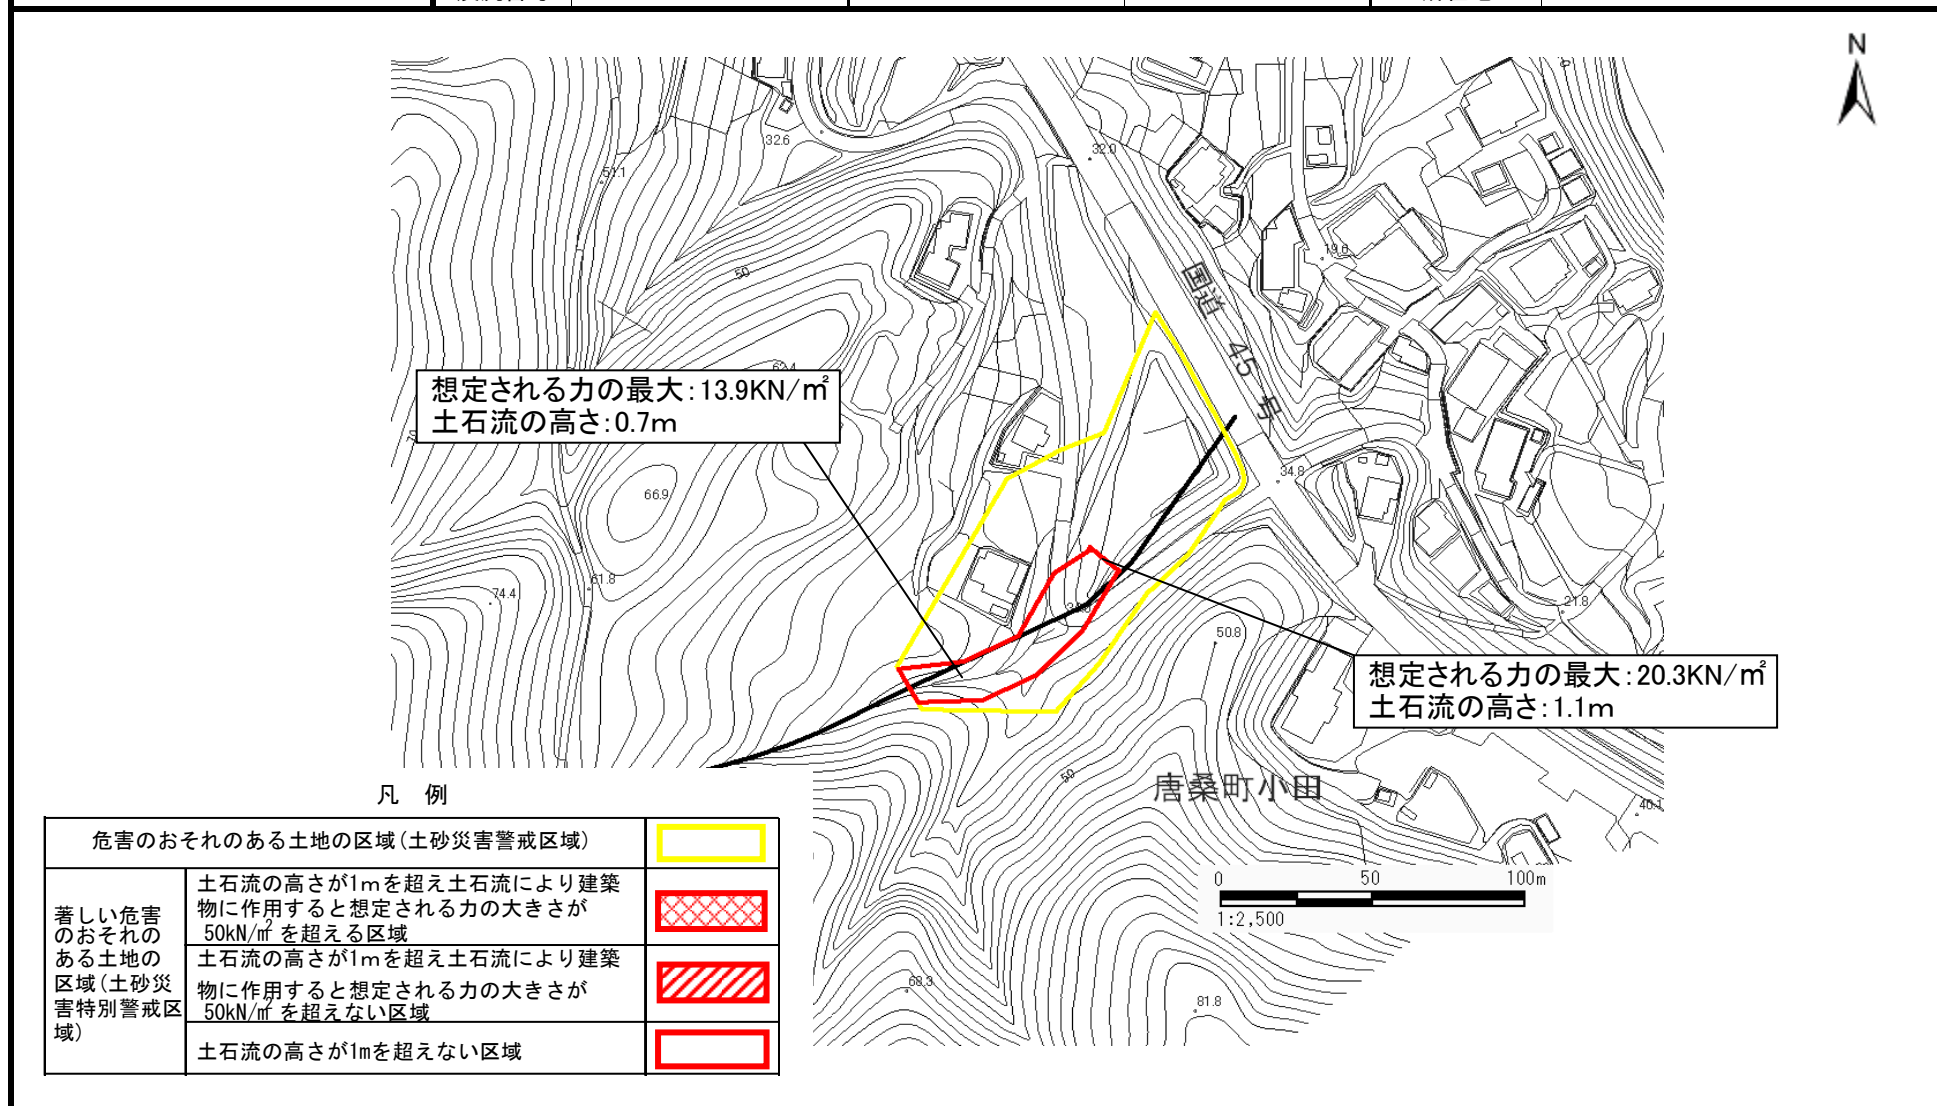 N
32.6
51.1
32.0
19.6
50
国道 45 号
62.4
想定される力の最大：13.9KN/㎡
土石流の高さ：0.7m
66.9
34.8
61.8
74.4
21.8
50.8
想定される力の最大：20.3KN/㎡
土石流の高さ：1.1m
50
唐桑町小田
40.1
凡 例
危害のおそれのある土地の区域（土砂災害警戒区域）
著しい危害
のおそれの
ある土地の
区域（土砂災
害特別警戒区
域）
土石流の高さが1ｍを超え土石流により建築
物に作用すると想定される力の大きさが
50kN/㎡ を超える区域
土石流の高さが1ｍを超え土石流により建築
物に作用すると想定される力の大きさが
50kN/㎡ を超えない区域
土石流の高さが1mを超えない区域
0 50 100m
1:2,500
68.3
81.8